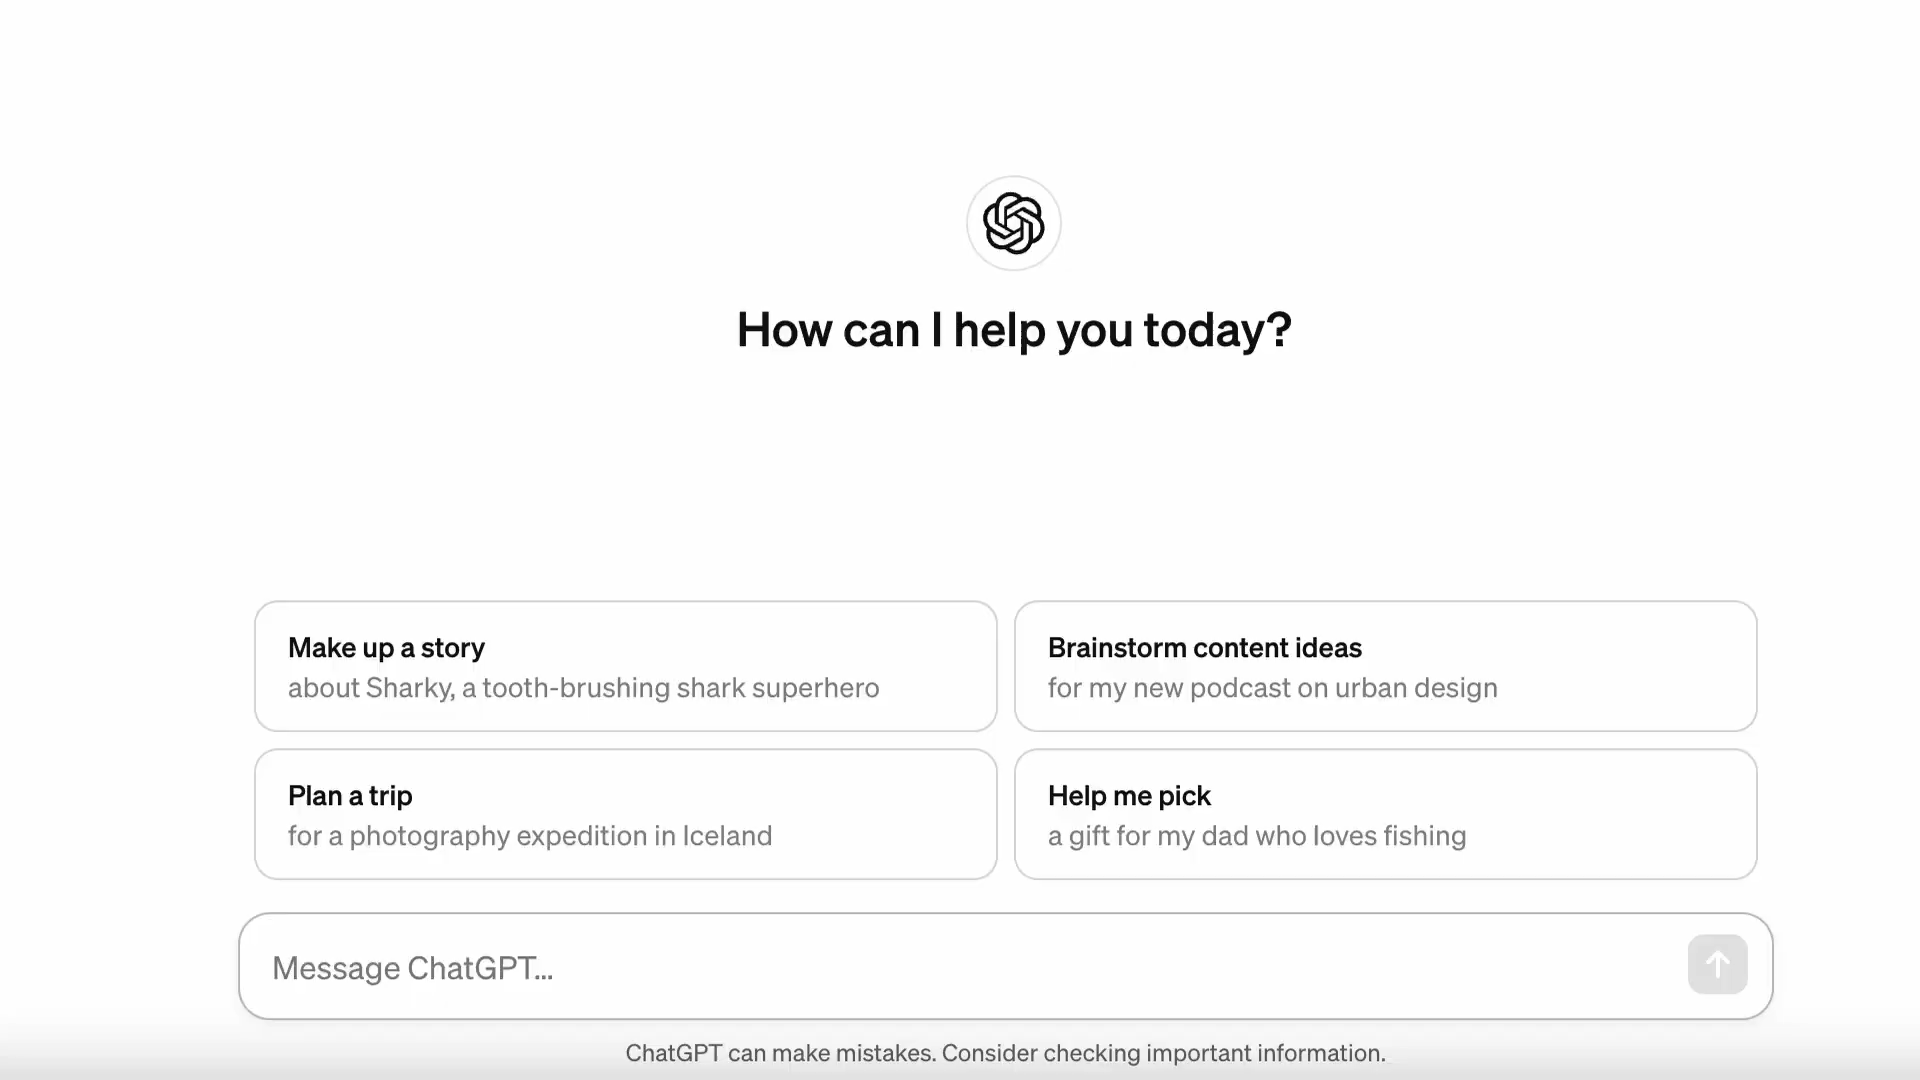 How can I help you today?
Make up a story
about Sharky, a tooth-brushing shark superhero
Brainstorm content ideas
for my new podcast on urban design
Plan a trip
for a photography expedition in Iceland
Help me pick
a gift for my dad who loves fishing
Message ChatGPT...
ChatGPT can make mistakes. Consider checking important information.